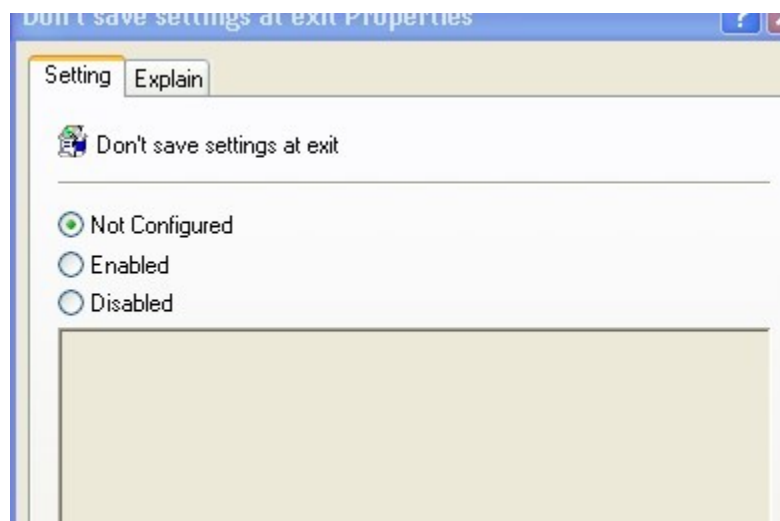 Don't save settings at exit Properties
Setting Explain
Don't save settings at exit
Not Configured
Enabled
Disabled